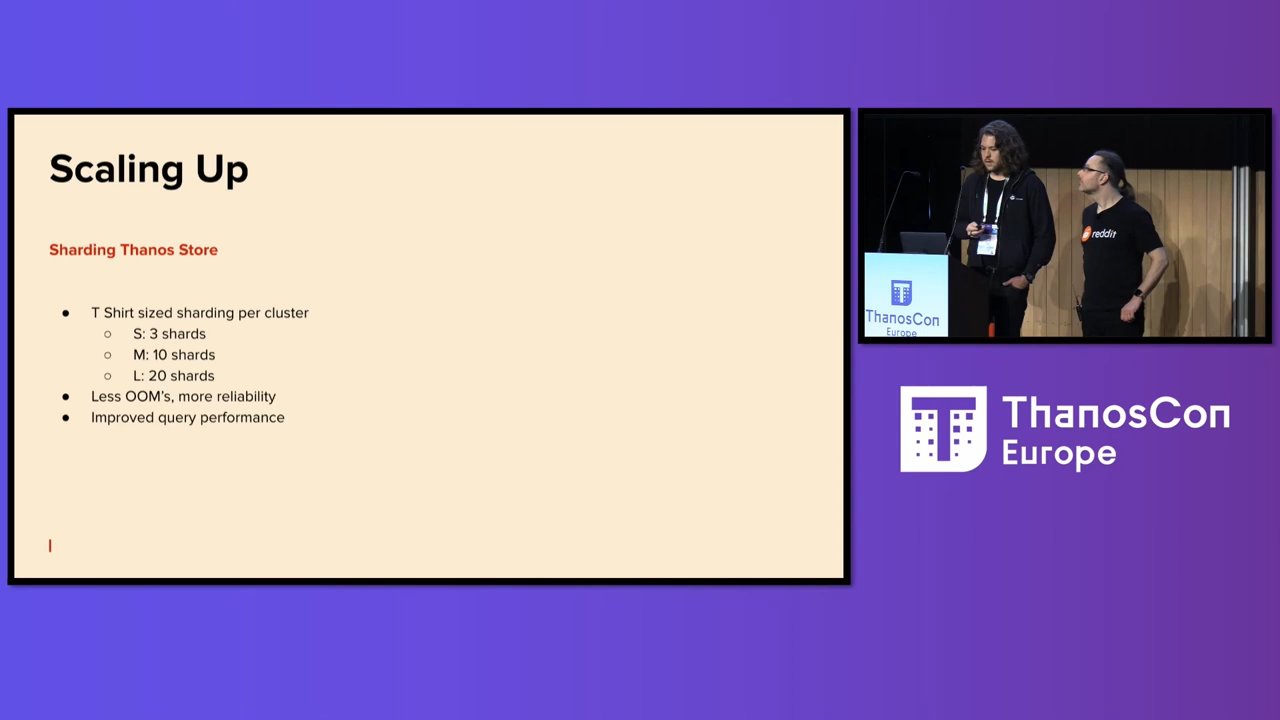 Scaling Up
Sharding Thanos Store
● T Shirt sized sharding per cluster
○ S: 3 shards
○ M: 10 shards
○ L: 20 shards
● Less OOM's, more reliability
● Improved query performance
reddit
ThanosCon
Europe
ThanosCon
Europe